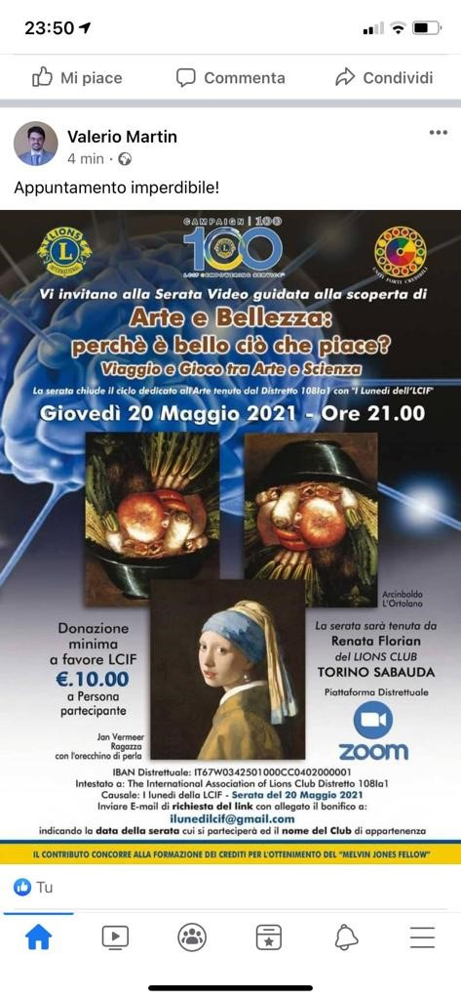 23:50
Mi piace
Commenta
Condividi
Valerio Martin
4 min
Appuntamento imperdibile!
LIONS
L
INTERNATIONAL
CAMPAIGN | 100
100
LCIF EMPOWERING SERVICE
UNITI FORTI CREDIBILI
Vi invitano alla Serata Video guidata alla scoperta di
Arte e Bellezza:
perchè è bello ciò che piace?
Viaggio e Gioco tra Arte e Scienza
La serata chiude il ciclo dedicato all'Arte tenuto dal Distretto 108Ia1 con "I Lunedì dell'LCIF"
Giovedì 20 Maggio 2021 - Ore 21.00
Arcinboldo
L'Ortolano
Donazione
minima
a favore LCIF
€.10.00
a Persona
partecipante
La serata sarà tenuta da
Renata Florian
del LIONS CLUB
TORINO SABAUDA
Piattaforma Distrettuale
zoom
Jan Vermeer
Ragazza
con l'orecchino di perla
IBAN Distrettuale: IT67W0342501000CC0402000001
Intestato a: The International Association of Lions Club Distretto 108Ia1
Causale: I lunedì della LCIF - Serata del 20 Maggio 2021
Inviare E-mail di richiesta del link con allegato il bonifico a:
ilunedilcif@gmail.com
indicando la data della serata cui si parteciperà ed il nome del Club di appartenenza
IL CONTRIBUTO CONCORRE ALLA FORMAZIONE DEI CREDITI PER L'OTTENIMENTO DEL "MELVIN JONES FELLOW"
Tu